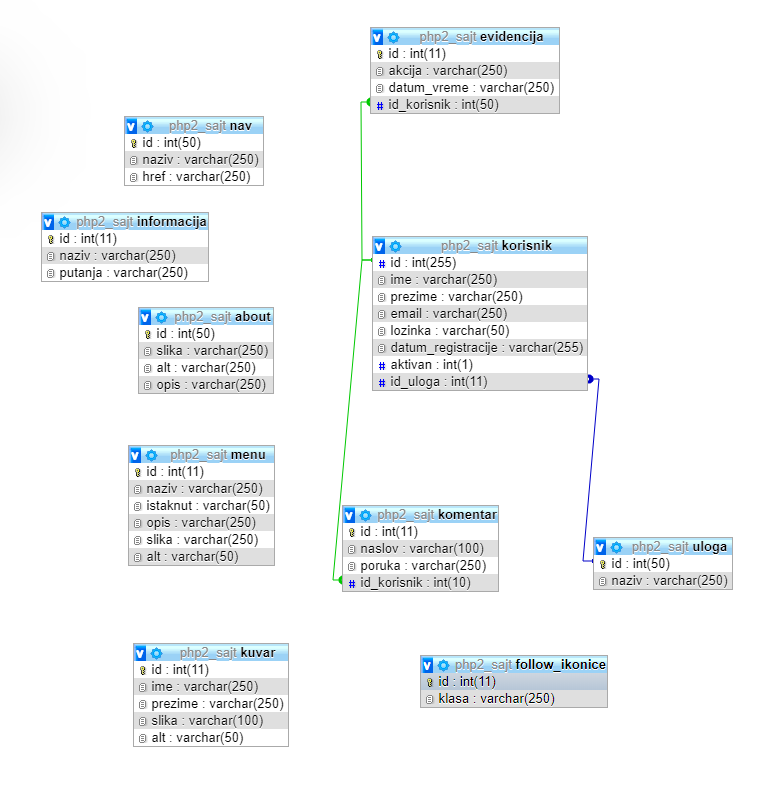 php2_sajt evidencija
id : int(11)
akcija : varchar(250)
datum_vreme : varchar(250)
# id_korisnik : int(50)
php2_sajt nav
id : int(50)
naziv : varchar(250)
href : varchar(250)
php2_sajt informacija
id : int(11)
naziv : varchar(250)
putanja : varchar(250)
php2_sajt korisnik
# id : int(255)
ime : varchar(250)
prezime : varchar(250)
email : varchar(250)
lozinka : varchar(50)
datum_registracije : varchar(255)
# aktivan : int(1)
# id_uloga : int(11)
php2_sajt about
id : int(50)
slika : varchar(250)
alt : varchar(250)
opis : varchar(250)
php2_sajt menu
id : int(11)
naziv : varchar(250)
istaknut : varchar(50)
opis : varchar(250)
slika : varchar(250)
alt : varchar(50)
php2_sajt komentar
id : int(11)
naslov : varchar(100)
poruka : varchar(250)
# id_korisnik : int(10)
php2_sajt uloga
id : int(50)
naziv : varchar(250)
php2_sajt kuvar
id : int(11)
ime : varchar(250)
prezime : varchar(250)
slika : varchar(100)
alt : varchar(50)
php2_sajt follow_ikonice
id : int(11)
klasa : varchar(250)